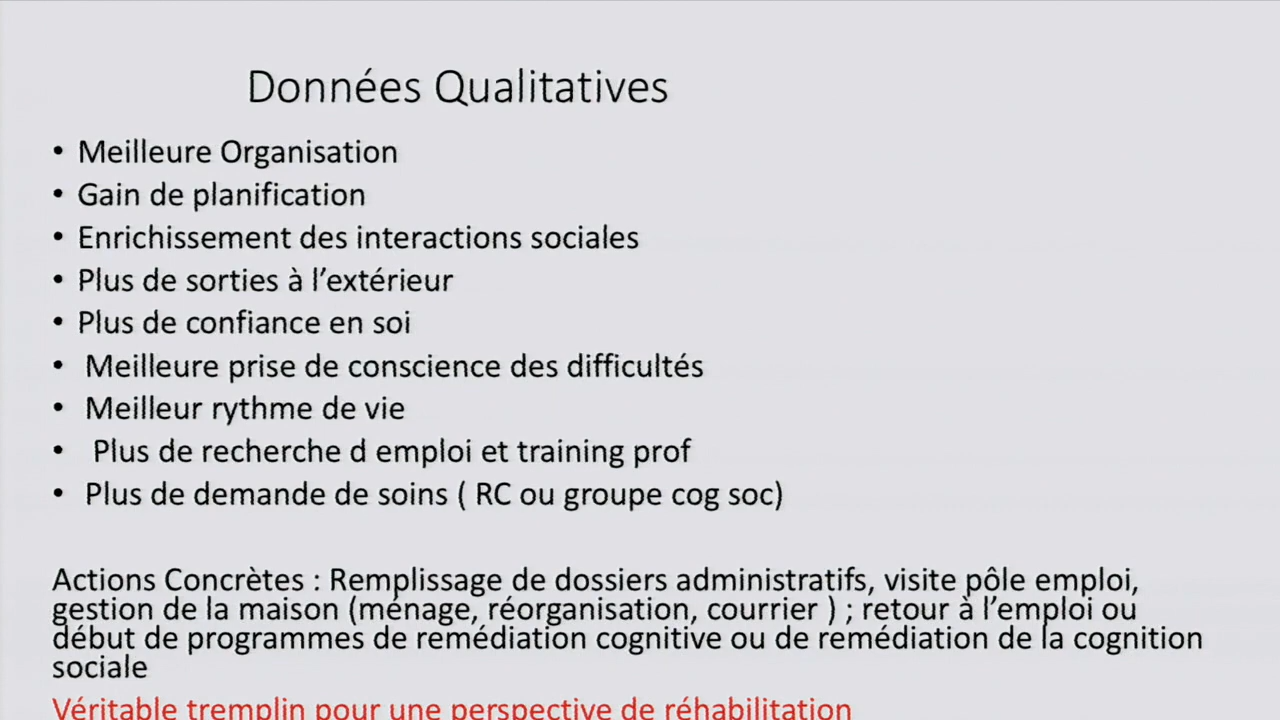 Données Qualitatives
• Meilleure Organisation
• Gain de planification
• Enrichissement des interactions sociales
• Plus de sorties à l’extérieur
• Plus de confiance en soi
• Meilleure prise de conscience des difficultés
• Meilleur rythme de vie
• Plus de recherche d emploi et training prof
• Plus de demande de soins ( RC ou groupe cog soc)
Actions Concrètes : Remplissage de dossiers administratifs, visite pôle emploi,
gestion de la maison (ménage, réorganisation, courrier ) ; retour à l’emploi ou
début de programmes de remédiation cognitive ou de remédiation de la cognition
sociale
Véritable tremplin pour une perspective de réhabilitation